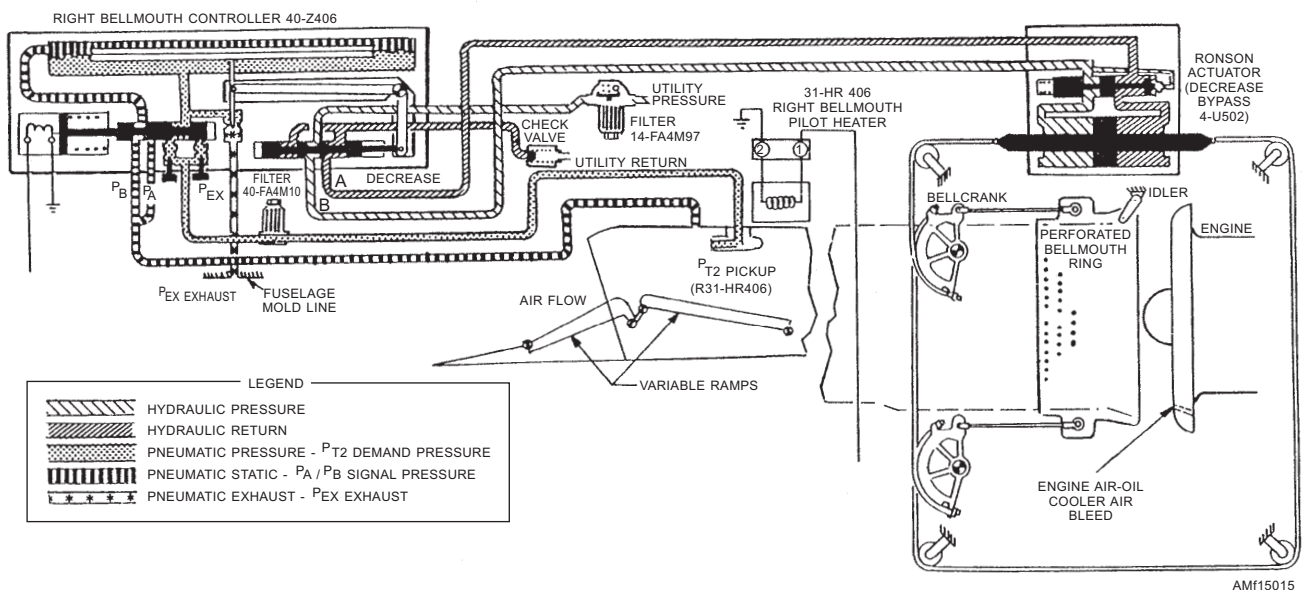 RIGHT BELLMOUTH CONTROLLER 40-Z406
UTILITY
PRESSURE
FILTER
14-FA4M97
CHECK
VALVE
UTILITY RETURN
31-HR 406
RIGHT BELLMOUTH
PILOT HEATER
2
1
RONSON
ACTUATOR
(DECREASE
BYPASS
4-U502)
PB
PA
PEX
FILTER
40-FA4M10
A
B
DECREASE
PEX EXHAUST
FUSELAGE
MOLD LINE
PT2 PICKUP
(R31-HR406)
AIR FLOW
VARIABLE RAMPS
BELLCRANK
IDLER
PERFORATED
BELLMOUTH
RING
ENGINE
ENGINE AIR-OIL
COOLER AIR
BLEED
LEGEND
HYDRAULIC PRESSURE
HYDRAULIC RETURN
PNEUMATIC PRESSURE - PT2 DEMAND PRESSURE
PNEUMATIC STATIC - PA / PB SIGNAL PRESSURE
PNEUMATIC EXHAUST - PEX EXHAUST
AMf15015